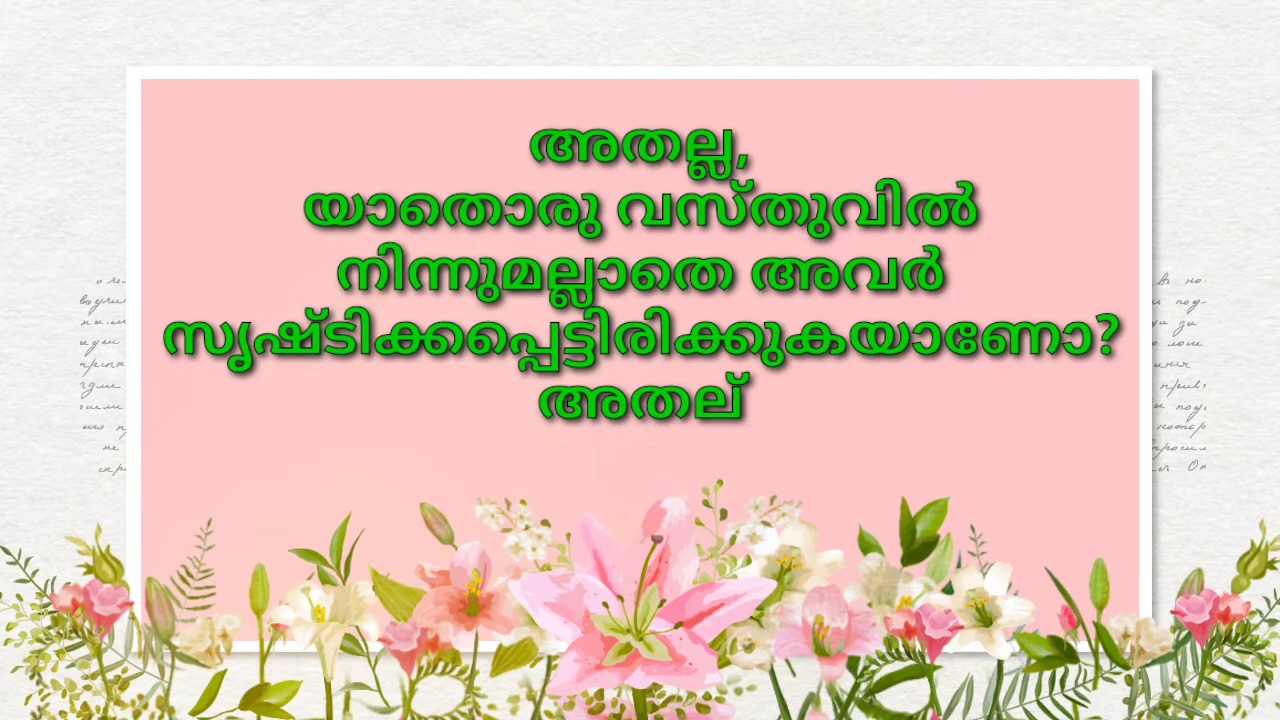 അതല്ല,
യാതൊരു വസ്തുവിൽ
നിന്നുമല്ലാതെ അവർ
സൃഷ്ടിക്കപ്പെട്ടിരിക്കുകയാണോ?
അതല്